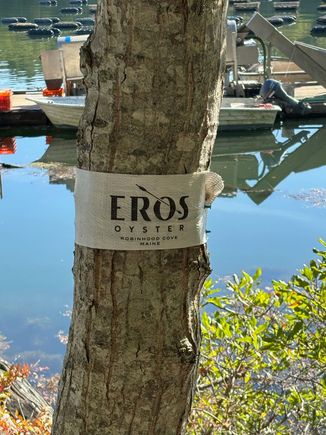 EROS
OYSTER
ROBINHOOD COVE
MAINE